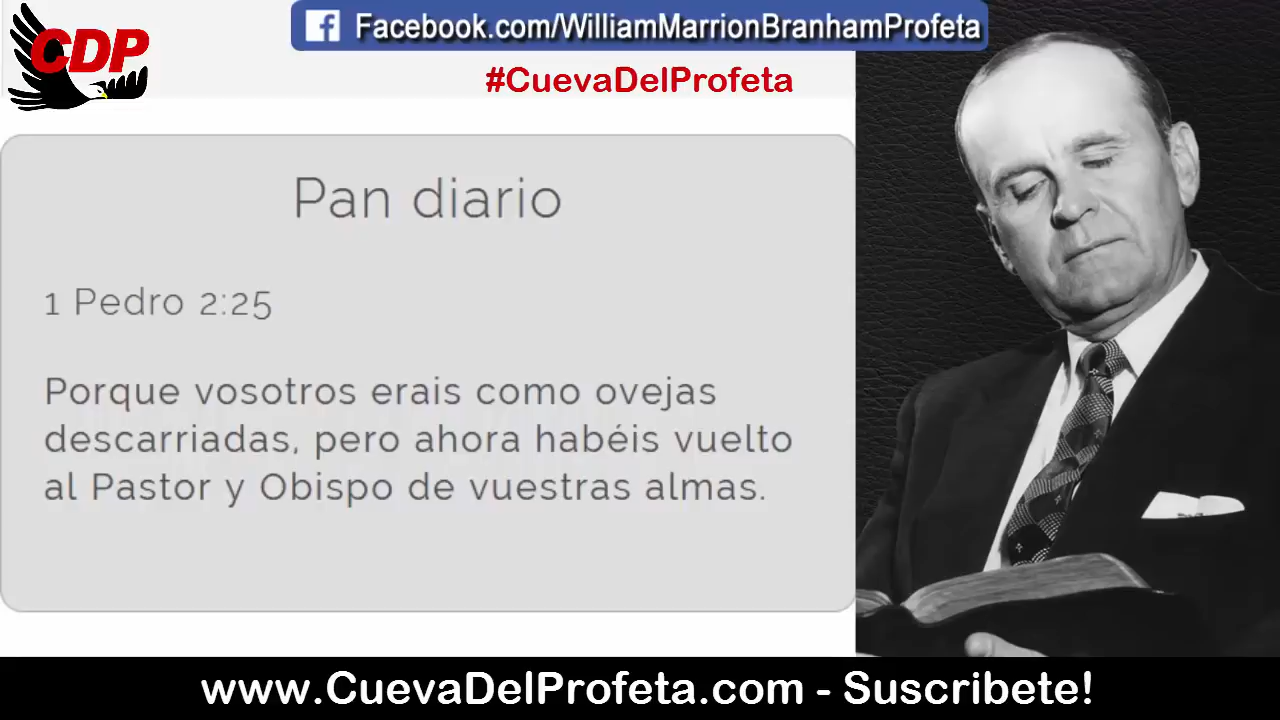 CDP
Facebook.com/WilliamMarrionBranhamProfeta
#CuevaDelProfeta
Pan diario
1 Pedro 2:25
Porque vosotros erais como ovejas
descarriadas, pero ahora habéis vuelto
al Pastor y Obispo de vuestras almas.
www.CuevaDelProfeta.com - Suscribete!